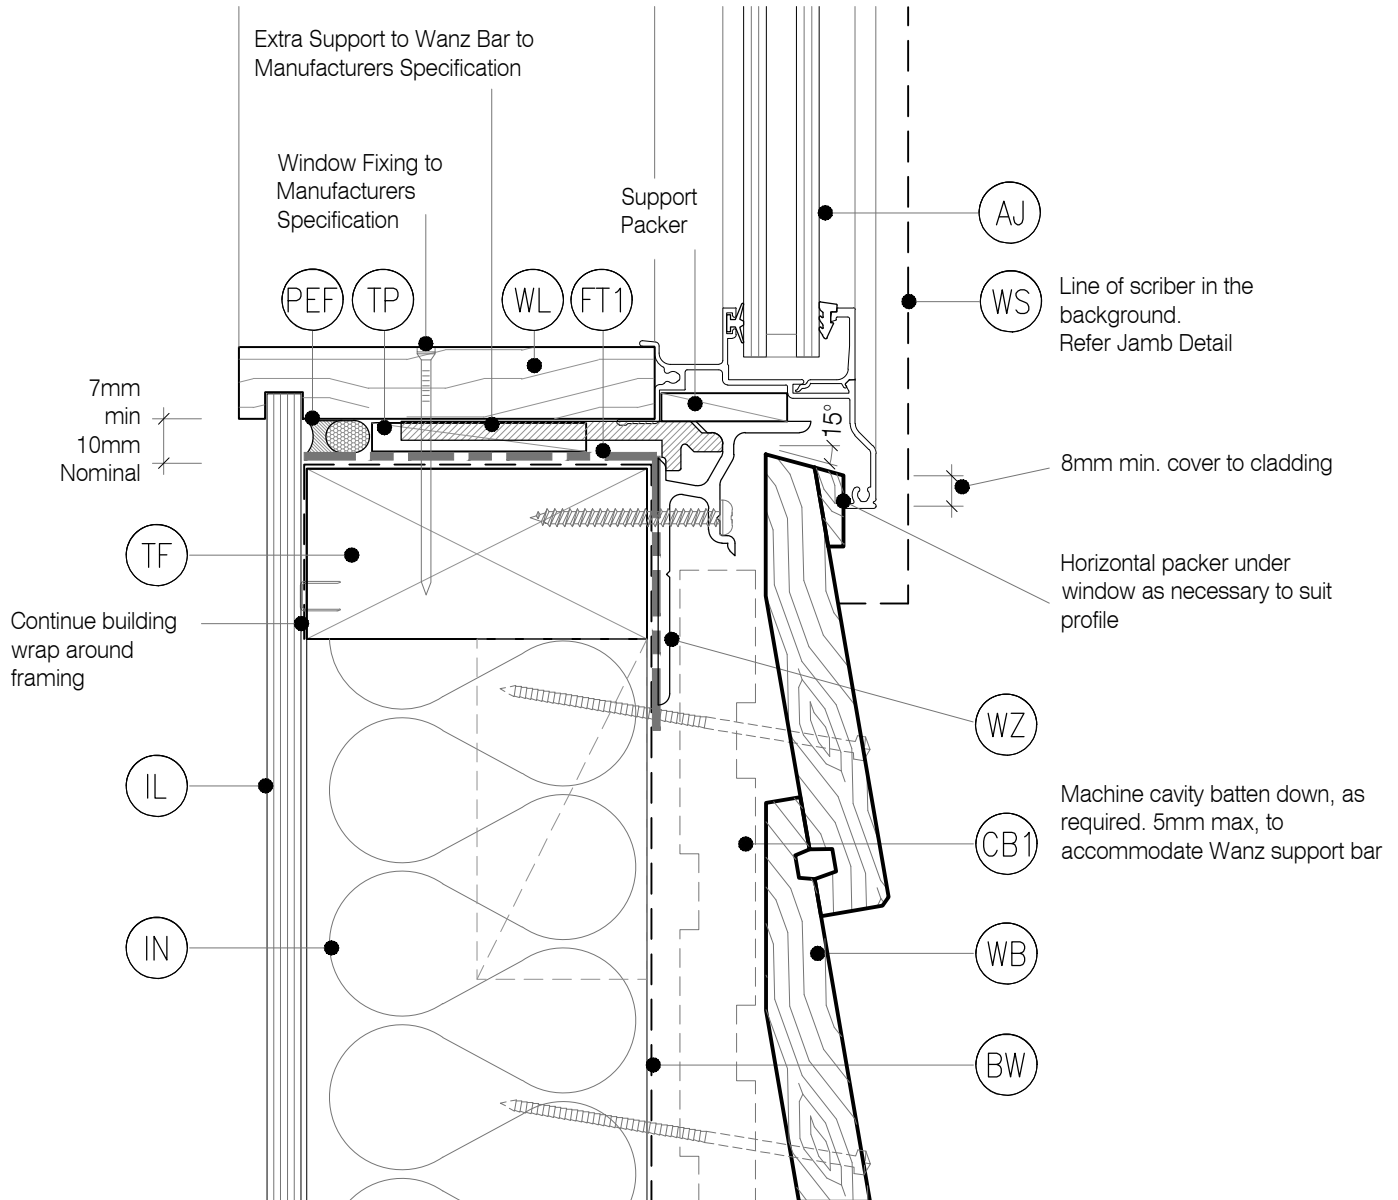 Extra Support to Wanz Bar to
Manufacturers Specification
Window Fixing to
Manufacturers
Specification
Support
Packer
AJ
PEF
TP
WL
FT1
WS
Line of scriber in the
background.
Refer Jamb Detail
7mm
min
10mm
Nominal
15°
8mm min. cover to cladding
TF
Horizontal packer under
window as necessary to suit
profile
Continue building
wrap around
framing
WZ
IL
Machine cavity batten down, as
required. 5mm max, to
accommodate Wanz support bar
CB1
IN
WB
BW